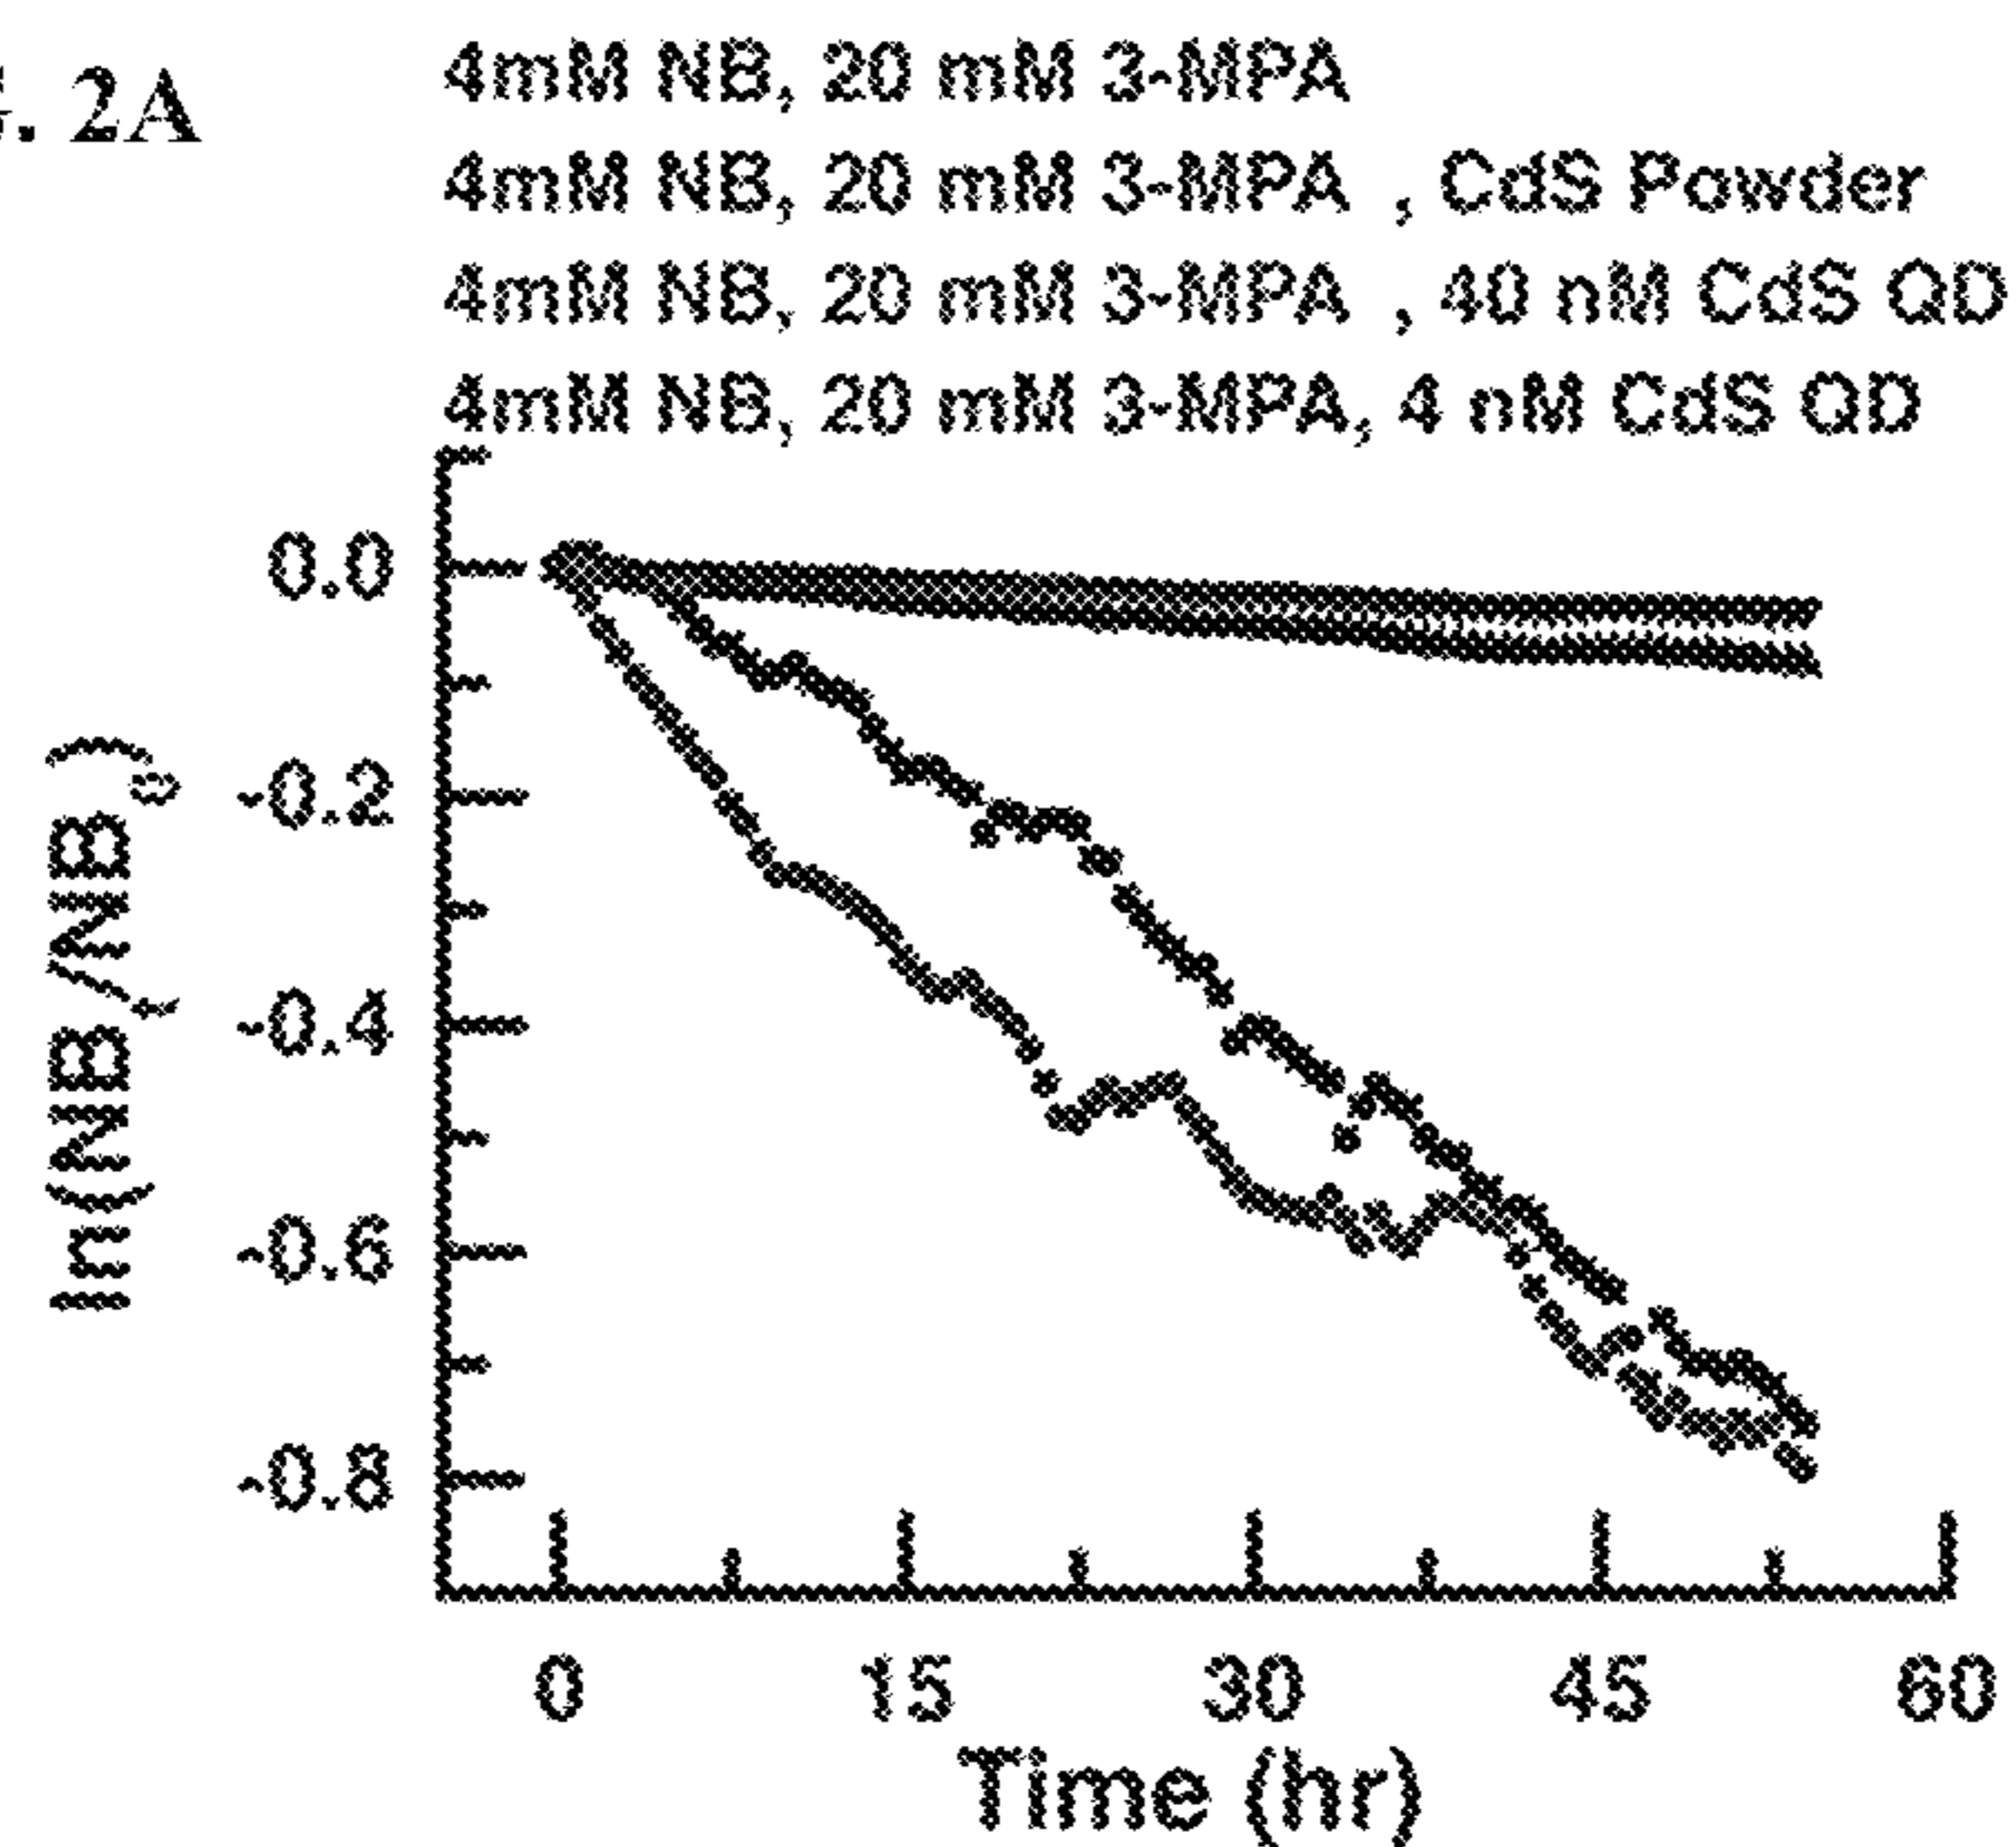 . 2A
4mM NB, 20 mM 3-MPA
4mM NB, 20 mM 3-MPA , CdS Powder
4mM NB, 20 mM 3-MPA , 40 nM CdS QD
4mM NB, 20 mM 3-MPA, 4 nM CdS QD
ln(NBₜ/NB₀)
0.0
-0.2
-0.4
-0.6
-0.8
0 15 30 45 60
Time (hr)